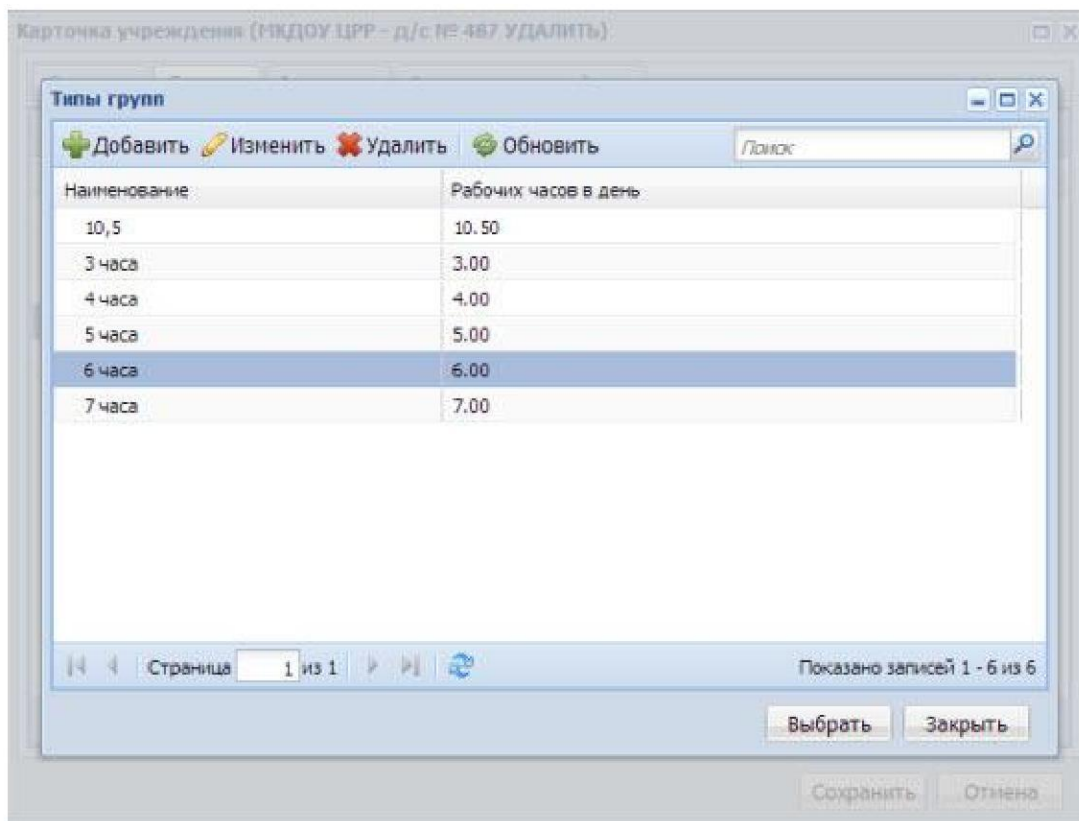 Карточка учреждения (МКДОУ ЦРР - д/с № 467 УДАЛИТЬ)
Типы групп
Добавить Изменить Удалить Обновить Поиск
Наименование Рабочих часов в день
10,5 10.50
3 часа 3.00
4 часа 4.00
5 часа 5.00
6 часа 6.00
7 часа 7.00
Страница 1 из 1 Показано записей 1 - 6 из 6
Выбрать Закрыть
Сохранить Отмена